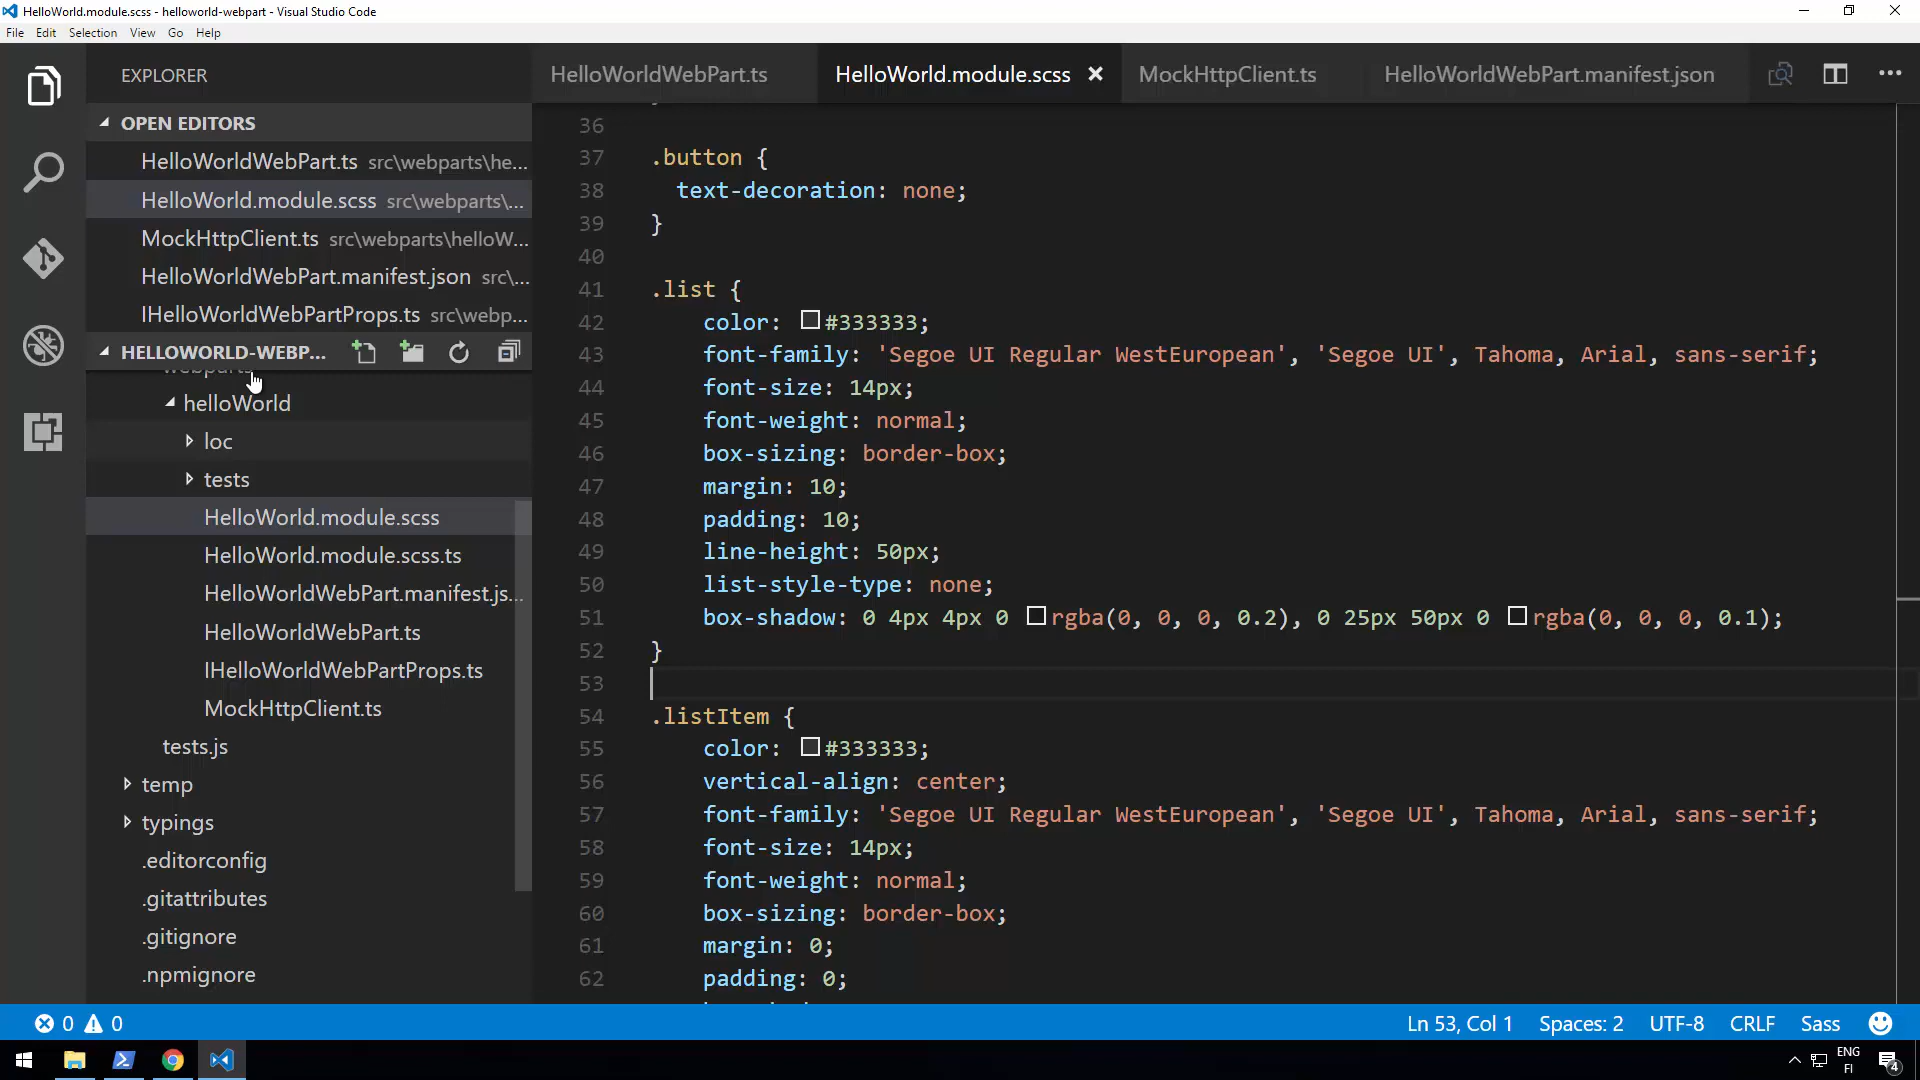 HelloWorld.module.scss - helloworld-webpart - Visual Studio Code
File Edit Selection View Go Help
EXPLORER
OPEN EDITORS
HelloWorldWebPart.ts src\webparts\he...
HelloWorld.module.scss src\webparts\...
MockHttpClient.ts src\webparts\helloW...
HelloWorldWebPart.manifest.json src\...
IHelloWorldWebPartProps.ts src\webp...
HELLOWORLD-WEBP...
webparts
helloWorld
loc
tests
HelloWorld.module.scss
HelloWorld.module.scss.ts
HelloWorldWebPart.manifest.js...
HelloWorldWebPart.ts
IHelloWorldWebPartProps.ts
MockHttpClient.ts
tests.js
temp
typings
.editorconfig
.gitattributes
.gitignore
.npmignore
HelloWorldWebPart.ts HelloWorld.module.scss MockHttpClient.ts HelloWorldWebPart.manifest.json
36
37 .button {
38 text-decoration: none;
39 }
40
41 .list {
42 color: #333333;
43 font-family: 'Segoe UI Regular WestEuropean', 'Segoe UI', Tahoma, Arial, sans-serif;
44 font-size: 14px;
45 font-weight: normal;
46 box-sizing: border-box;
47 margin: 10;
48 padding: 10;
49 line-height: 50px;
50 list-style-type: none;
51 box-shadow: 0 4px 4px 0 rgba(0, 0, 0, 0.2), 0 25px 50px 0 rgba(0, 0, 0, 0.1);
52 }
53
54 .listItem {
55 color: #333333;
56 vertical-align: center;
57 font-family: 'Segoe UI Regular WestEuropean', 'Segoe UI', Tahoma, Arial, sans-serif;
58 font-size: 14px;
59 font-weight: normal;
60 box-sizing: border-box;
61 margin: 0;
62 padding: 0;
0 0 Ln 53, Col 1 Spaces: 2 UTF-8 CRLF Sass
ENG
FI
4